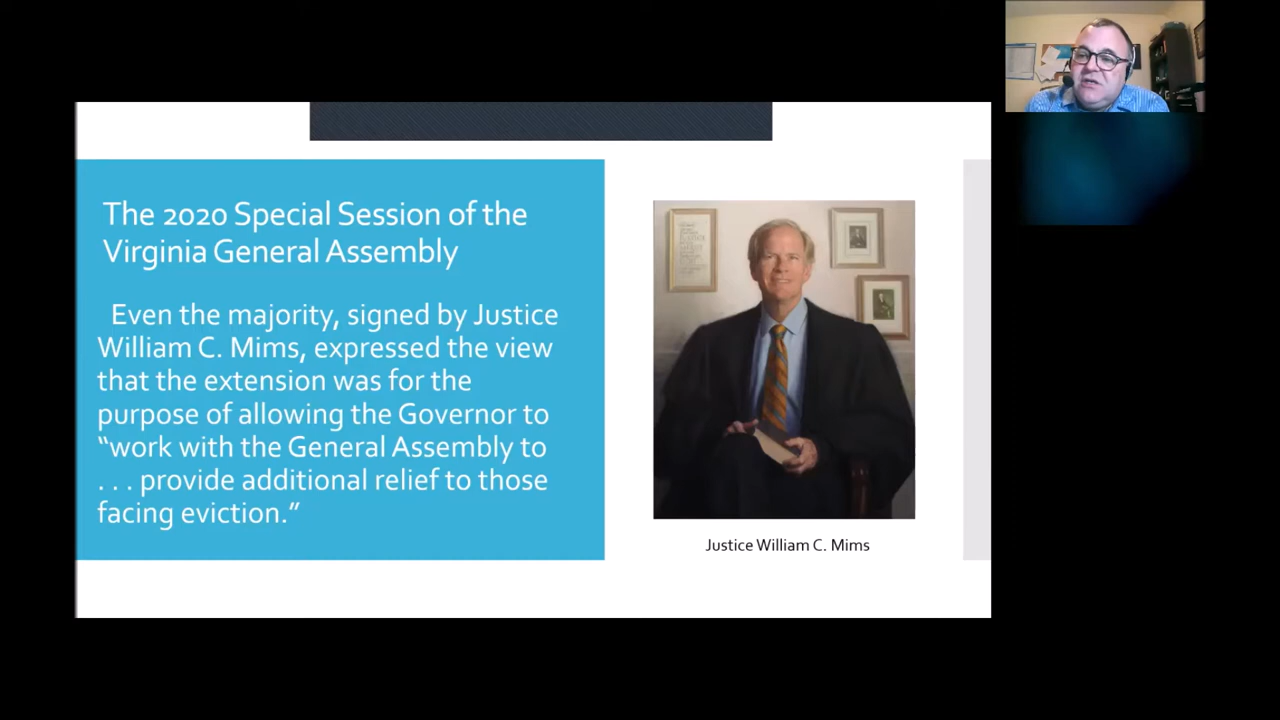 The 2020 Special Session of the
Virginia General Assembly
Even the majority, signed by Justice
William C. Mims, expressed the view
that the extension was for the
purpose of allowing the Governor to
“work with the General Assembly to
. . . provide additional relief to those
facing eviction.”
Justice William C. Mims